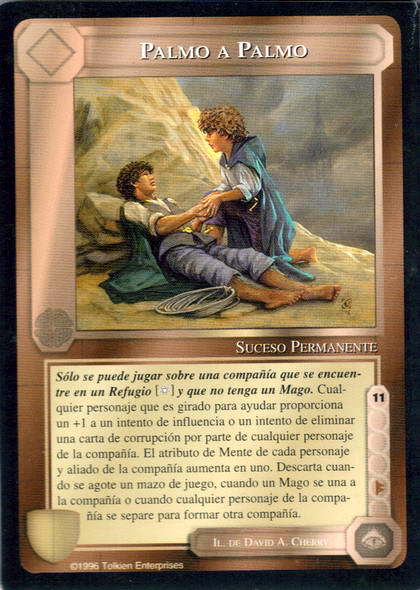 Palmo a Palmo
Suceso Permanente
Sólo se puede jugar sobre una compañía que se encuen-
tre en un Refugio [ ] y que no tenga un Mago. Cual-
quier personaje que es girado para ayudar proporciona
un +1 a un intento de influencia o un intento de eliminar
una carta de corrupción por parte de cualquier personaje
de la compañía. El atributo de Mente de cada personaje
y aliado de la compañía aumenta en uno. Descarta cuan-
do se agote un mazo de juego, cuando un Mago se una a
la compañía o cuando cualquier personaje de la compa-
ñía se separe para formar otra compañía.
11
Il. de David A. Cherry
©1996 Tolkien Enterprises